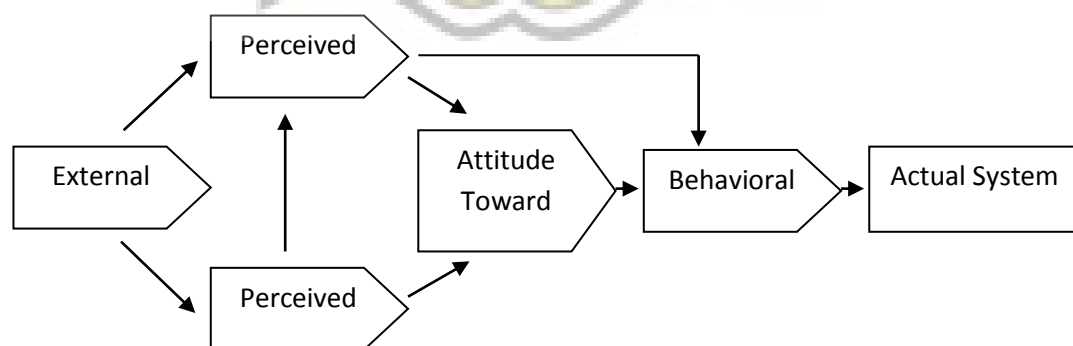 Perceived
External
Attitude
Toward
Behavioral
Actual System
Perceived